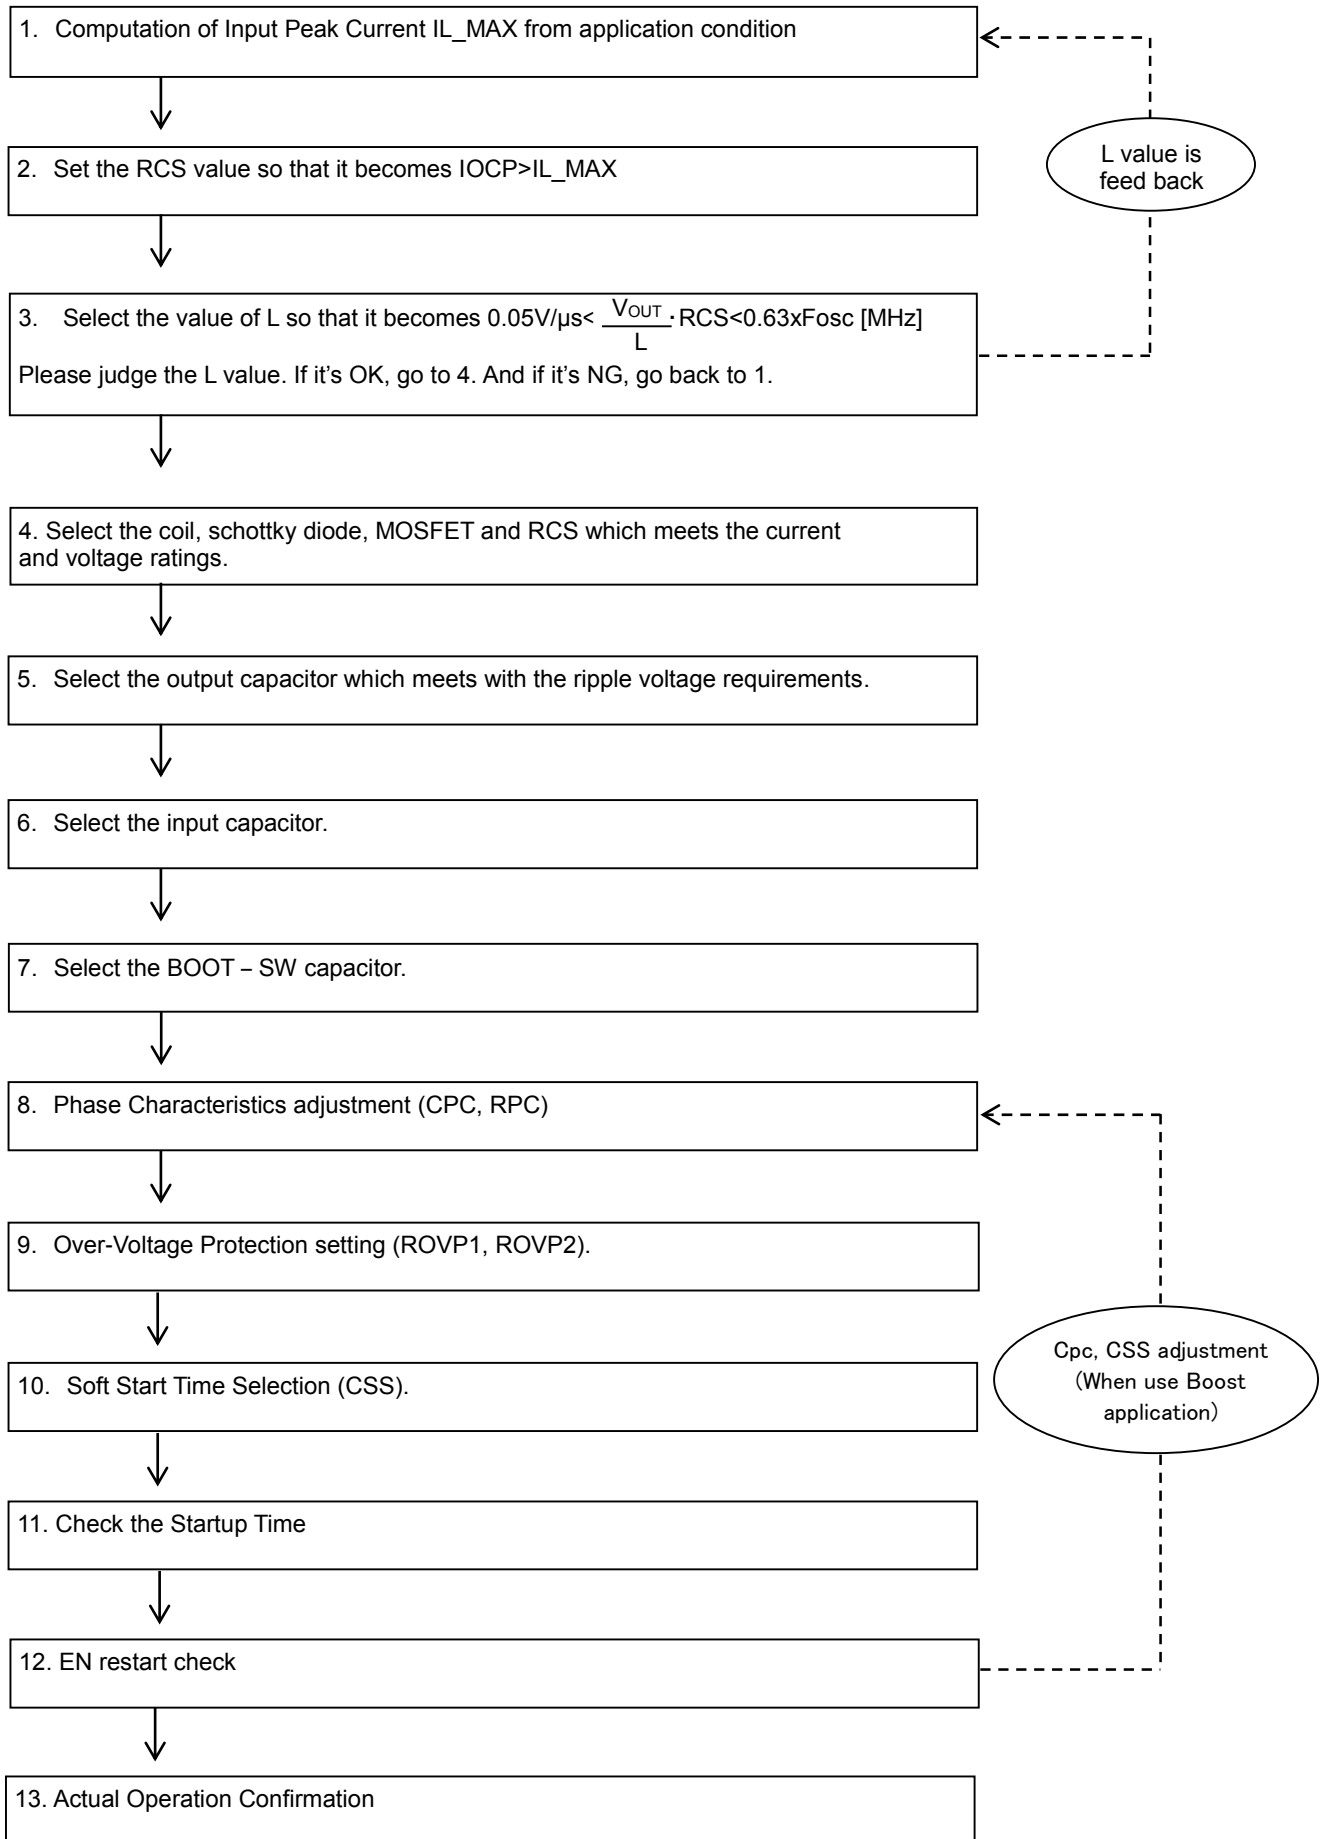 1. Computation of Input Peak Current IL_MAX from application condition
L value is
feed back
2. Set the RCS value so that it becomes IOCP>IL_MAX
3. Select the value of L so that it becomes 0.05V/µs< VOUT/L ·RCS<0.63xFosc [MHz]
Please judge the L value. If it's OK, go to 4. And if it's NG, go back to 1.
4. Select the coil, schottky diode, MOSFET and RCS which meets the current
and voltage ratings.
5. Select the output capacitor which meets with the ripple voltage requirements.
6. Select the input capacitor.
7. Select the BOOT – SW capacitor.
8. Phase Characteristics adjustment (CPC, RPC)
9. Over-Voltage Protection setting (ROVP1, ROVP2).
10. Soft Start Time Selection (CSS).
Cpc, CSS adjustment
(When use Boost
application)
11. Check the Startup Time
12. EN restart check
13. Actual Operation Confirmation